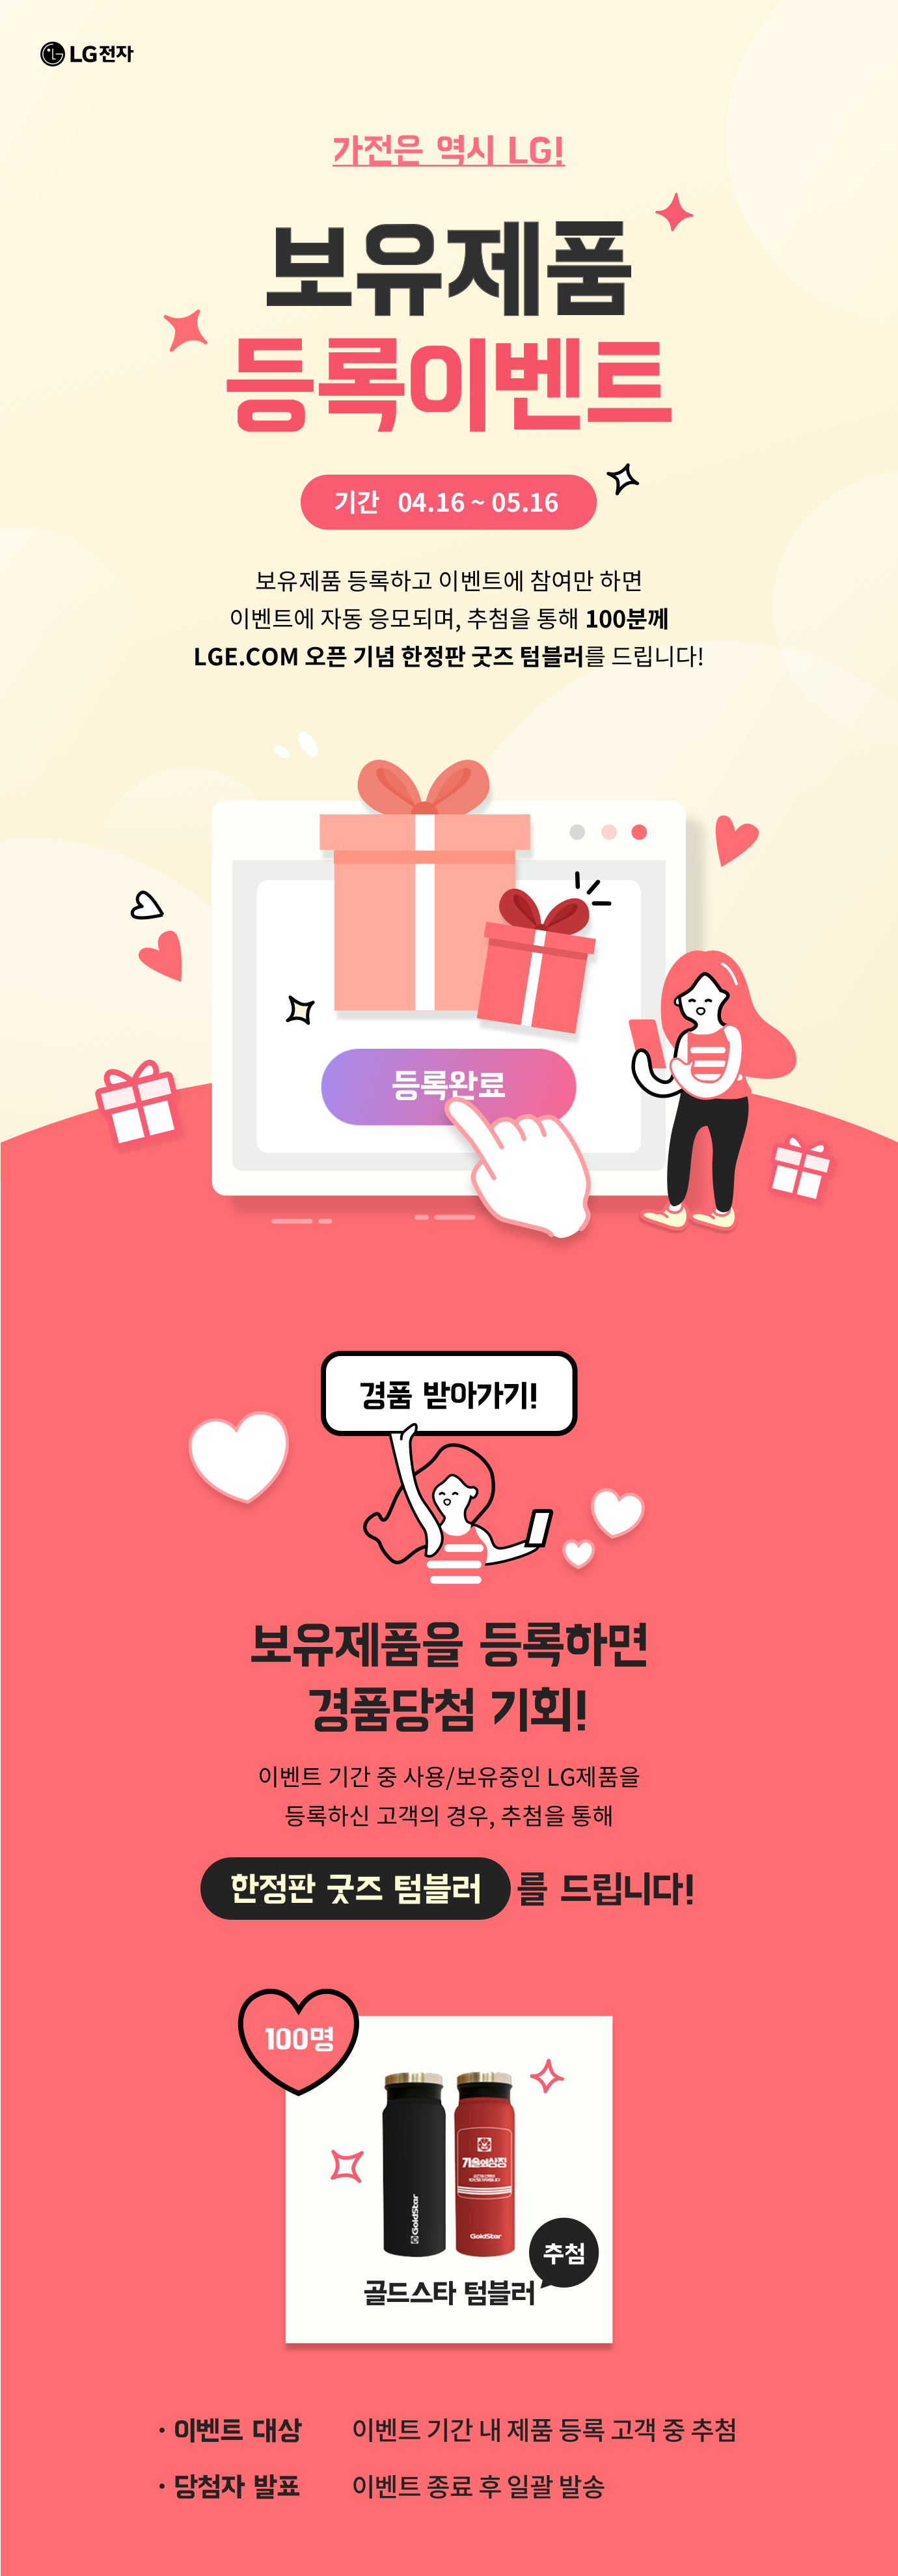 LG전자
가전은 역시 LG!
보유제품
등록이벤트
기간 04.16 ~ 05.16
보유제품 등록하고 이벤트에 참여만 하면
이벤트에 자동 응모되며, 추첨을 통해 100분께
LGE.COM 오픈 기념 한정판 굿즈 텀블러를 드립니다!
등록완료
경품 받아가기!
보유제품을 등록하면
경품당첨 기회!
이벤트 기간 중 사용/보유중인 LG제품을
등록하신 고객의 경우, 추첨을 통해
한정판 굿즈 텀블러 를 드립니다!
100명
GoldStar
기술의상징
GoldStar
추첨
골드스타 텀블러
· 이벤트 대상 이벤트 기간 내 제품 등록 고객 중 추첨
· 당첨자 발표 이벤트 종료 후 일괄 발송